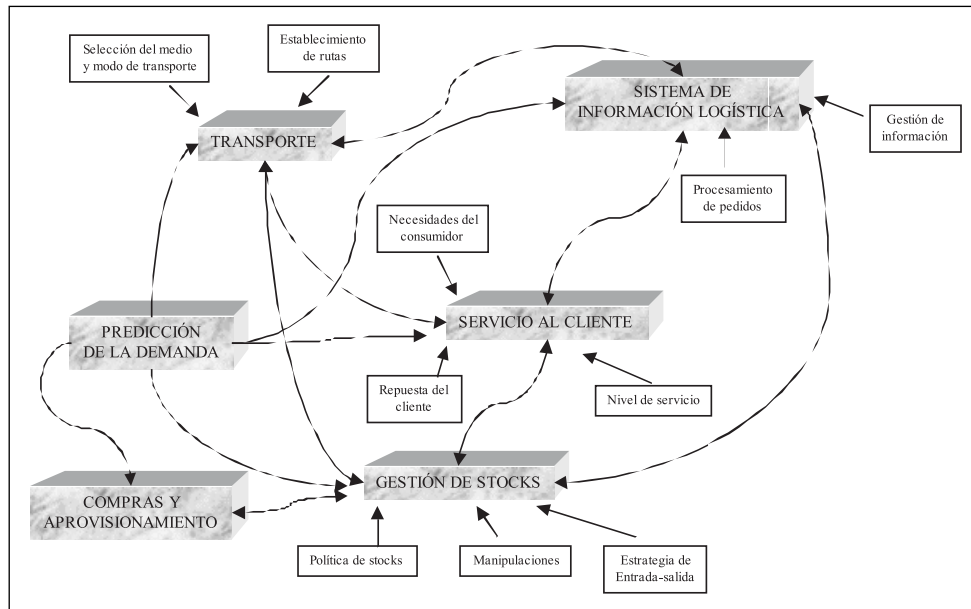 Selección del medio
y modo de transporte
Establecimiento
de rutas
TRANSPORTE
SISTEMA DE
INFORMACIÓN LOGÍSTICA
Gestión de
información
Procesamiento
de pedidos
Necesidades del
consumidor
PREDICCIÓN
DE LA DEMANDA
SERVICIO AL CLIENTE
Repuesta del
cliente
Nivel de servicio
COMPRAS Y
APROVISIONAMIENTO
GESTIÓN DE STOCKS
Política de stocks
Manipulaciones
Estrategia de
Entrada-salida